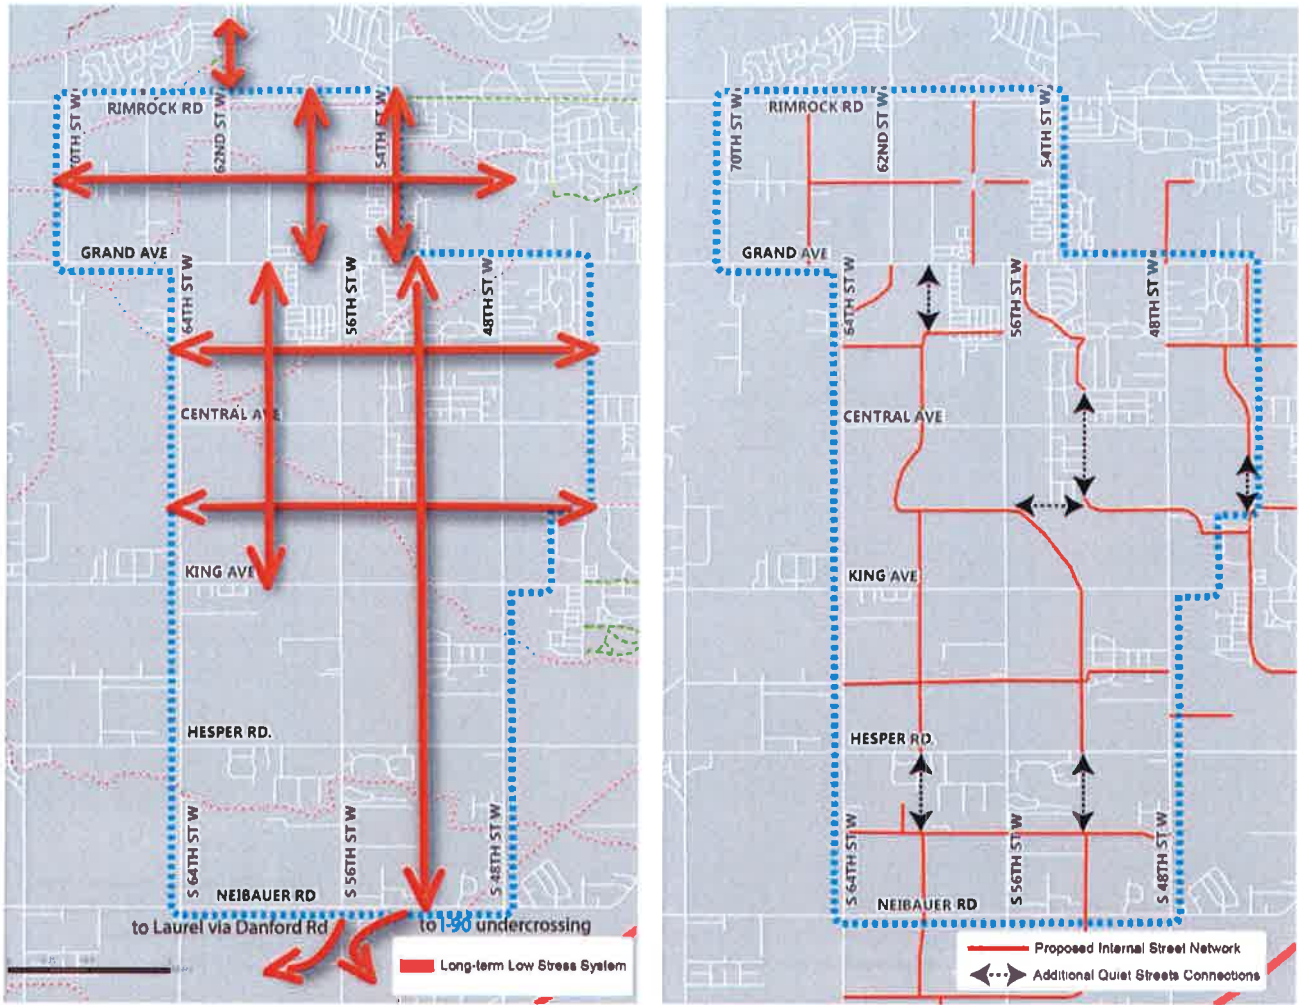 RIMROCK RD
70TH ST W
62ND ST W
54TH ST W
GRAND AVE
64TH ST W
56TH ST W
48TH ST W
CENTRAL AVE
KING AVE
HESPER RD.
S 64TH ST W
S 56TH ST W
S 48TH ST W
NEIBAUER RD
to Laurel via Danford Rd
to I-90 undercrossing
Long-term Low Stress System
RIMROCK RD
70TH ST W
62ND ST W
54TH ST W
GRAND AVE
64TH ST W
56TH ST W
48TH ST W
CENTRAL AVE
KING AVE
HESPER RD.
S 64TH ST W
S 56TH ST W
S 48TH ST W
NEIBAUER RD
Proposed Internal Street Network
Additional Quiet Streets Connections